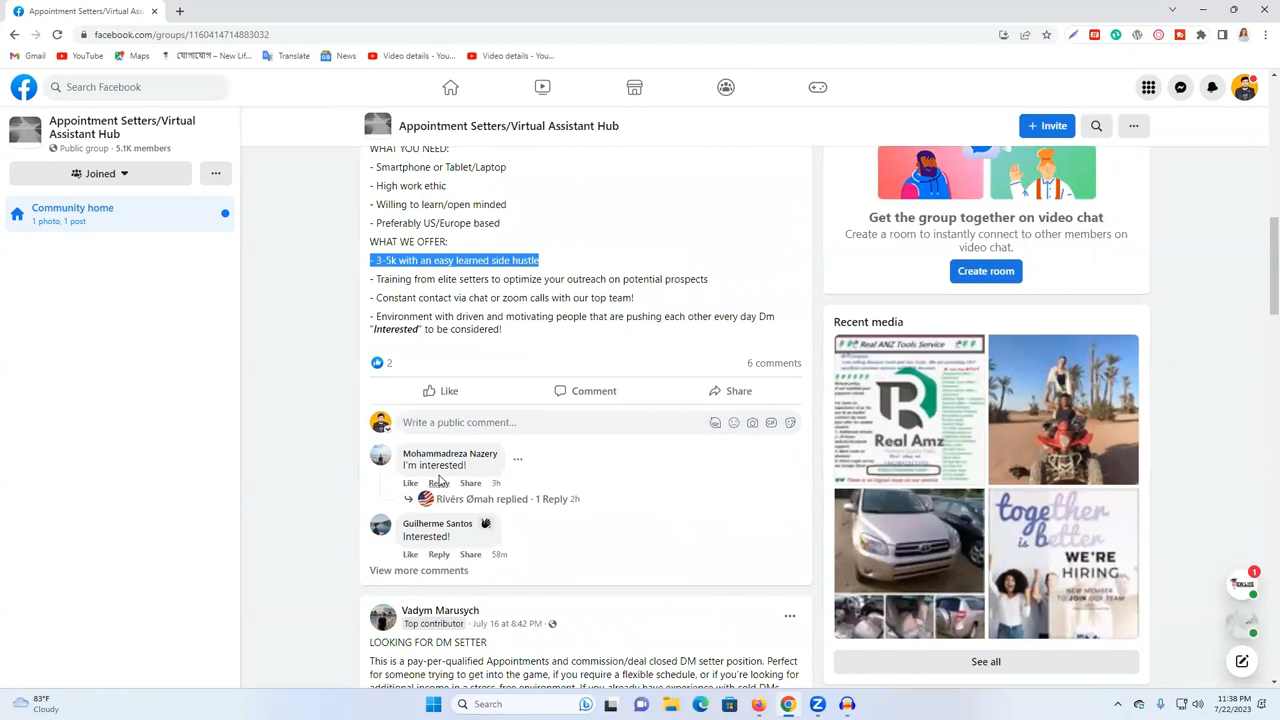 Appointment Setters/Virtual Assi
facebook.com/groups/1160414714883032
Gmail
YouTube
Maps
যোগাযোগ – New Life...
Translate
News
Video details - You...
Video details - You...
Search Facebook
Appointment Setters/Virtual
Assistant Hub
Public group · 5.1K members
Joined
Community home
1 photo, 1 post
Appointment Setters/Virtual Assistant Hub
+ Invite
WHAT YOU NEED:
- Smartphone or Tablet/Laptop
- High work ethic
- Willing to learn/open minded
- Preferably US/Europe based
WHAT WE OFFER:
- 3-5k with an easy learned side hustle
- Training from elite setters to optimize your outreach on potential prospects
- Constant contact via chat or zoom calls with our top team!
- Environment with driven and motivating people that are pushing each other every day Dm
"Interested" to be considered!
2
6 comments
Like
Comment
Share
Write a public comment...
Mohammadreza Nazery
I'm interested!
Like Reply Share 3h
Rivérs Ømah replied · 1 Reply 2h
Guilherme Santos
Interested!
Like Reply Share 58m
View more comments
Vadym Marusych
Top contributor · July 16 at 8:42 PM ·
LOOKING FOR DM SETTER
This is a pay-per-qualified Appointments and commission/deal closed DM setter position. Perfect
for someone trying to get into the game, if you require a flexible schedule, or if you're looking for
Get the group together on video chat
Create a room to instantly connect to other members on
video chat.
Create room
Recent media
Real ANZ Tools Service
Real Amz
together
is better
WE'RE
HIRING
NEW MEMBER
TO JOIN OUR TEAM
See all
1
83°F
Cloudy
Search
11:38 PM
7/22/2023